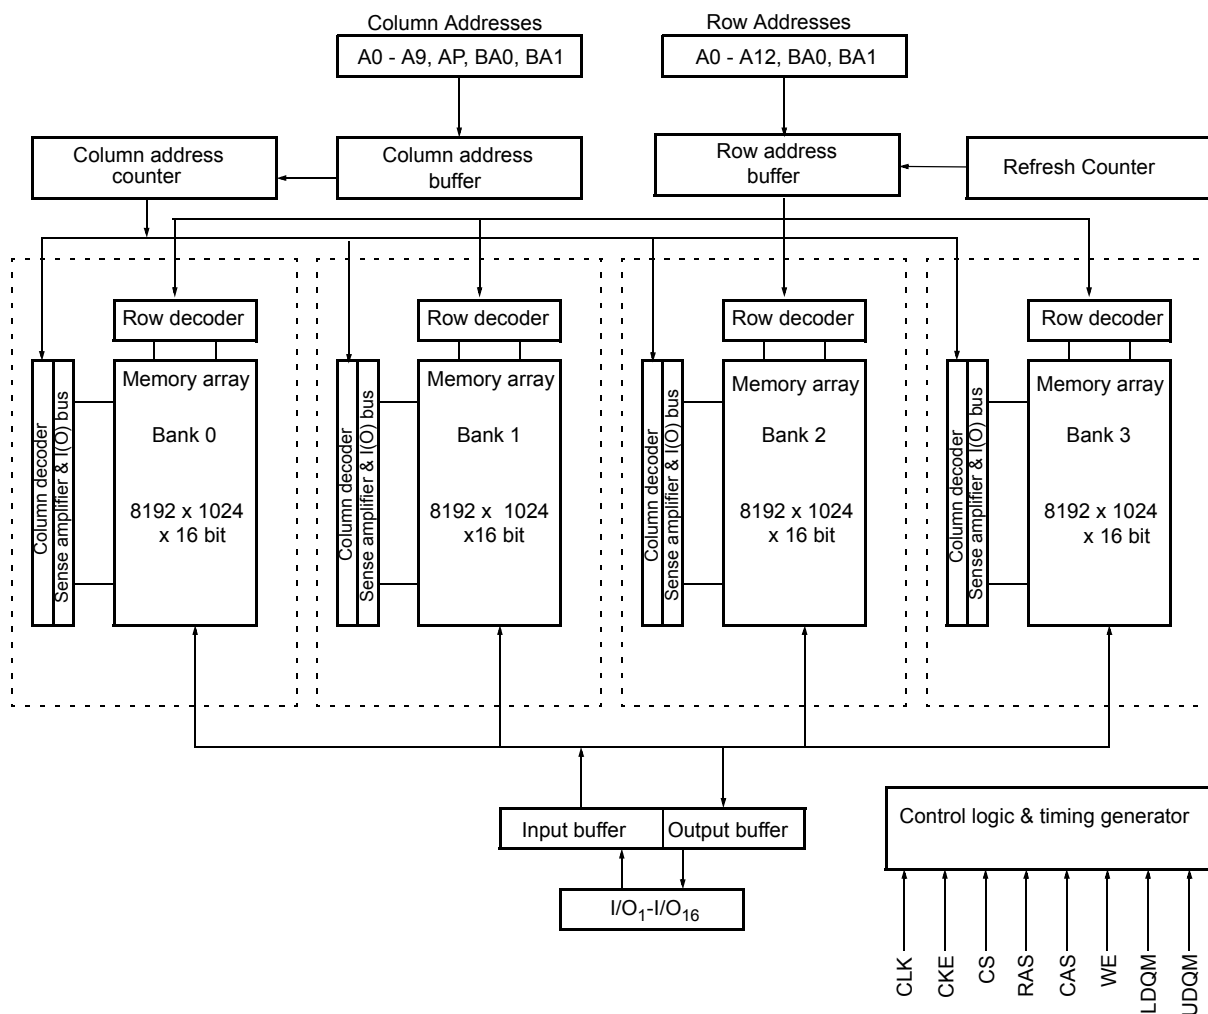 Column Addresses
Row Addresses
A0 - A9, AP, BA0, BA1
A0 - A12, BA0, BA1
Column address
counter
Column address
buffer
Row address
buffer
Refresh Counter
Row decoder
Row decoder
Row decoder
Row decoder
Column decoder
Sense amplifier & I(O) bus
Memory array
Bank 0
8192 x 1024
x 16 bit
Column decoder
Sense amplifier & I(O) bus
Memory array
Bank 1
8192 x 1024
x16 bit
Column decoder
Sense amplifier & I(O) bus
Memory array
Bank 2
8192 x 1024
x 16 bit
Column decoder
Sense amplifier & I(O) bus
Memory array
Bank 3
8192 x 1024
x 16 bit
Input buffer
Output buffer
I/O1-I/O16
Control logic & timing generator
CLK
CKE
CS
RAS
CAS
WE
LDQM
UDQM